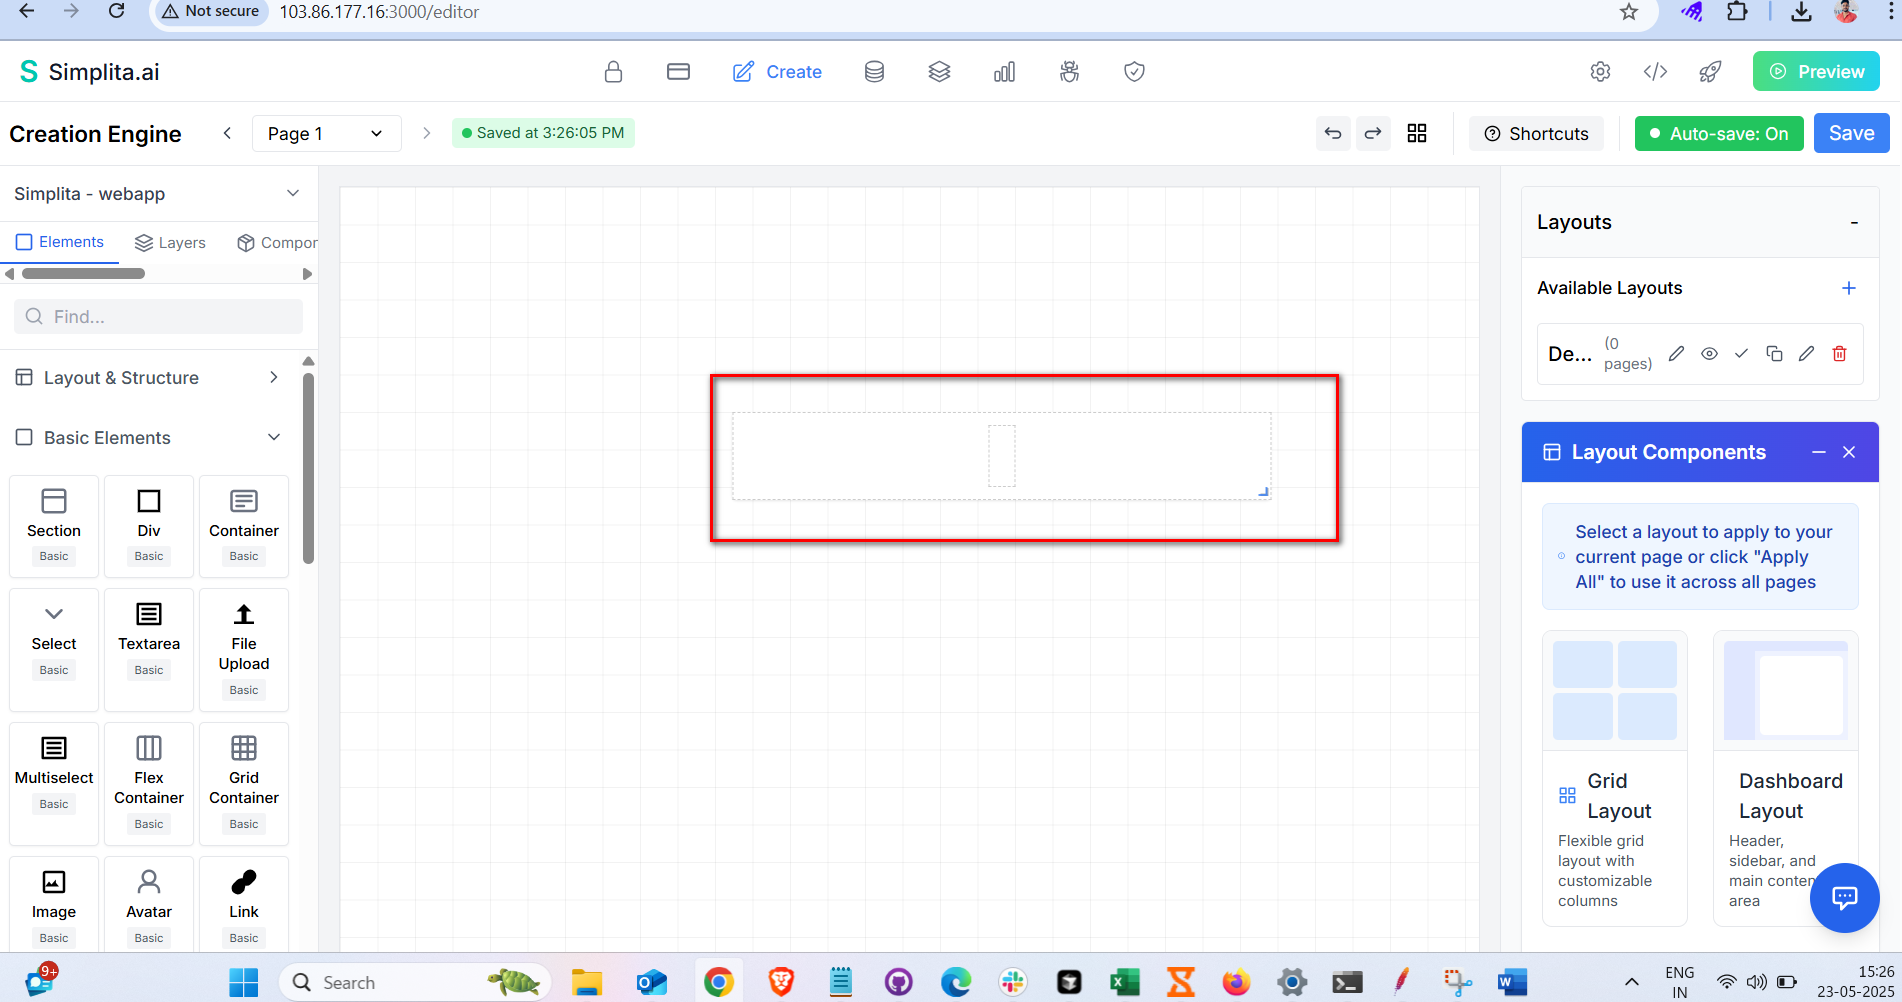 Not secure
103.86.177.16:3000/editor
S Simplita.ai
Create
Preview
Creation Engine
Page 1
Saved at 3:26:05 PM
Shortcuts
Auto-save: On
Save
Simplita - webapp
Elements
Layers
Compor
Find...
Layout & Structure
Basic Elements
Section
Basic
Div
Basic
Container
Basic
Select
Basic
Textarea
Basic
File
Upload
Basic
Multiselect
Basic
Flex
Container
Basic
Grid
Container
Basic
Image
Basic
Avatar
Basic
Link
Basic
Layouts
-
Available Layouts
+
De...
(0
pages)
Layout Components
Select a layout to apply to your
current page or click "Apply
All" to use it across all pages
Grid
Layout
Flexible grid
layout with
customizable
columns
Dashboard
Layout
Header,
sidebar, and
main conten
area
9+
Search
ENG
IN
15:26
23-05-2025